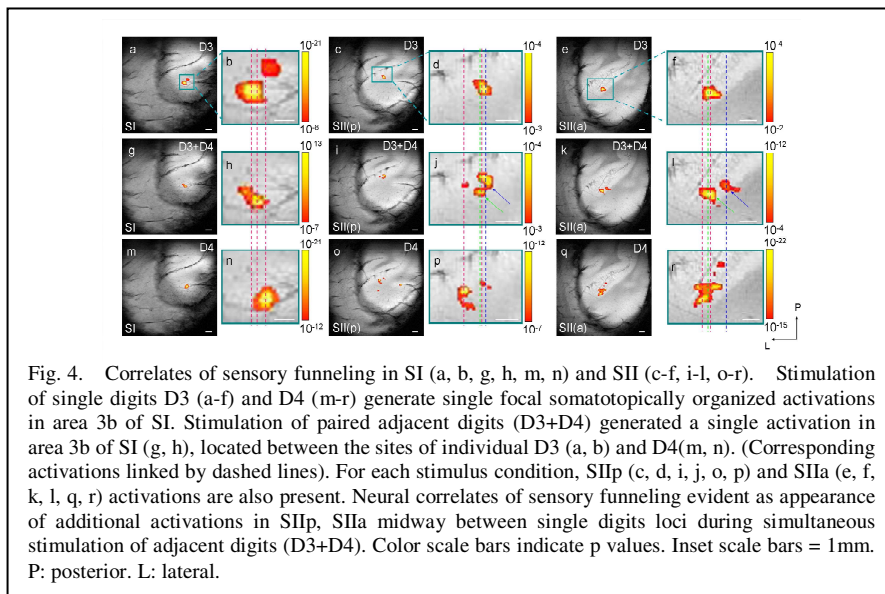 a D3 b 10-21 c D3 d 10-4 e D3 f 10 4
SI 10-8 SII(p) 10-3 SII(a) 10-7
g D3+D4 h 10 13 i D3+D4 j 10-4 k D3+D4 l 10-12
SI 10-7 SII(p) 10-3 SII(a) 10-4
m D4 n 10-21 o D4 p 10-12 q D4 r 10-22
SI 10-12 SII(p) 10-7 SII(a) 10-15
P
L
Fig. 4. Correlates of sensory funneling in SI (a, b, g, h, m, n) and SII (c-f, i-l, o-r). Stimulation
of single digits D3 (a-f) and D4 (m-r) generate single focal somatotopically organized activations
in area 3b of SI. Stimulation of paired adjacent digits (D3+D4) generated a single activation in
area 3b of SI (g, h), located between the sites of individual D3 (a, b) and D4(m, n). (Corresponding
activations linked by dashed lines). For each stimulus condition, SIIp (c, d, i, j, o, p) and SIIa (e, f,
k, l, q, r) activations are also present. Neural correlates of sensory funneling evident as appearance
of additional activations in SIIp, SIIa midway between single digits loci during simultaneous
stimulation of adjacent digits (D3+D4). Color scale bars indicate p values. Inset scale bars = 1mm.
P: posterior. L: lateral.